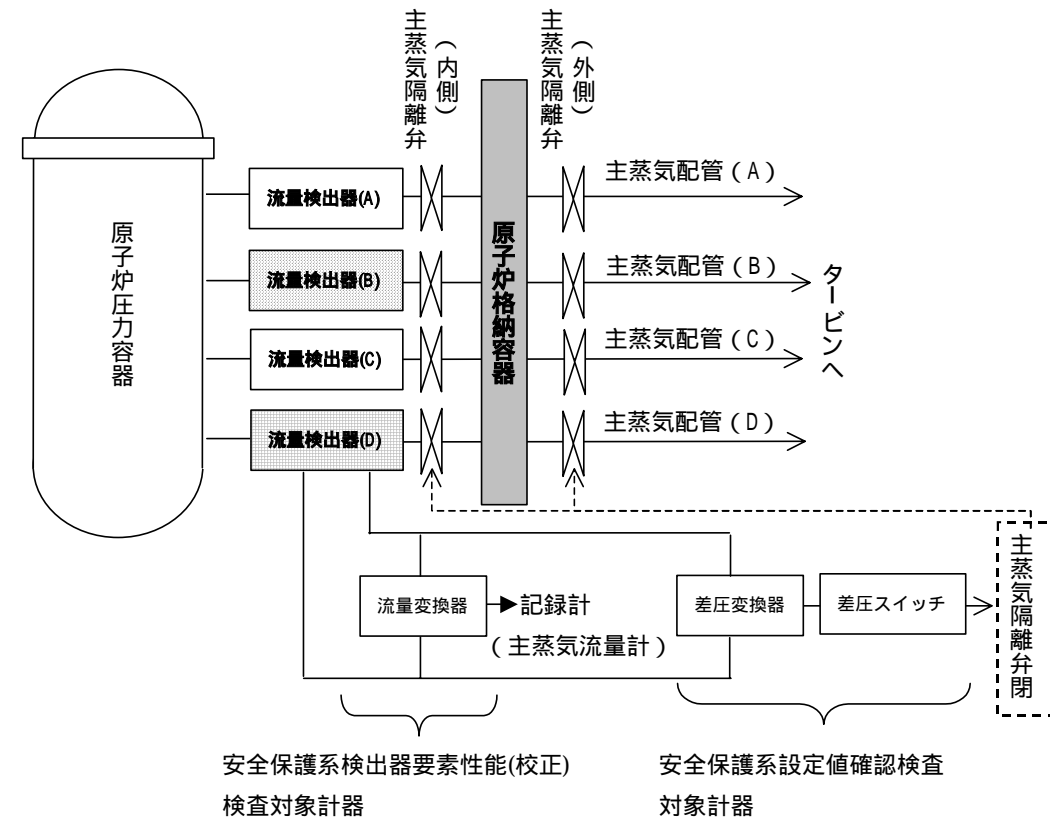 主蒸気隔離弁
（内側）
主蒸気隔離弁
（外側）
原子炉圧力容器
流量検出器(A)
流量検出器(B)
流量検出器(C)
流量検出器(D)
原子炉格納容器
主蒸気配管（A）
主蒸気配管（B）
主蒸気配管（C）
主蒸気配管（D）
タービンへ
流量変換器
記録計
（主蒸気流量計）
差圧変換器
差圧スイッチ
主蒸気隔離弁閉
安全保護系検出器要素性能(校正)
検査対象計器
安全保護系設定値確認検査
対象計器